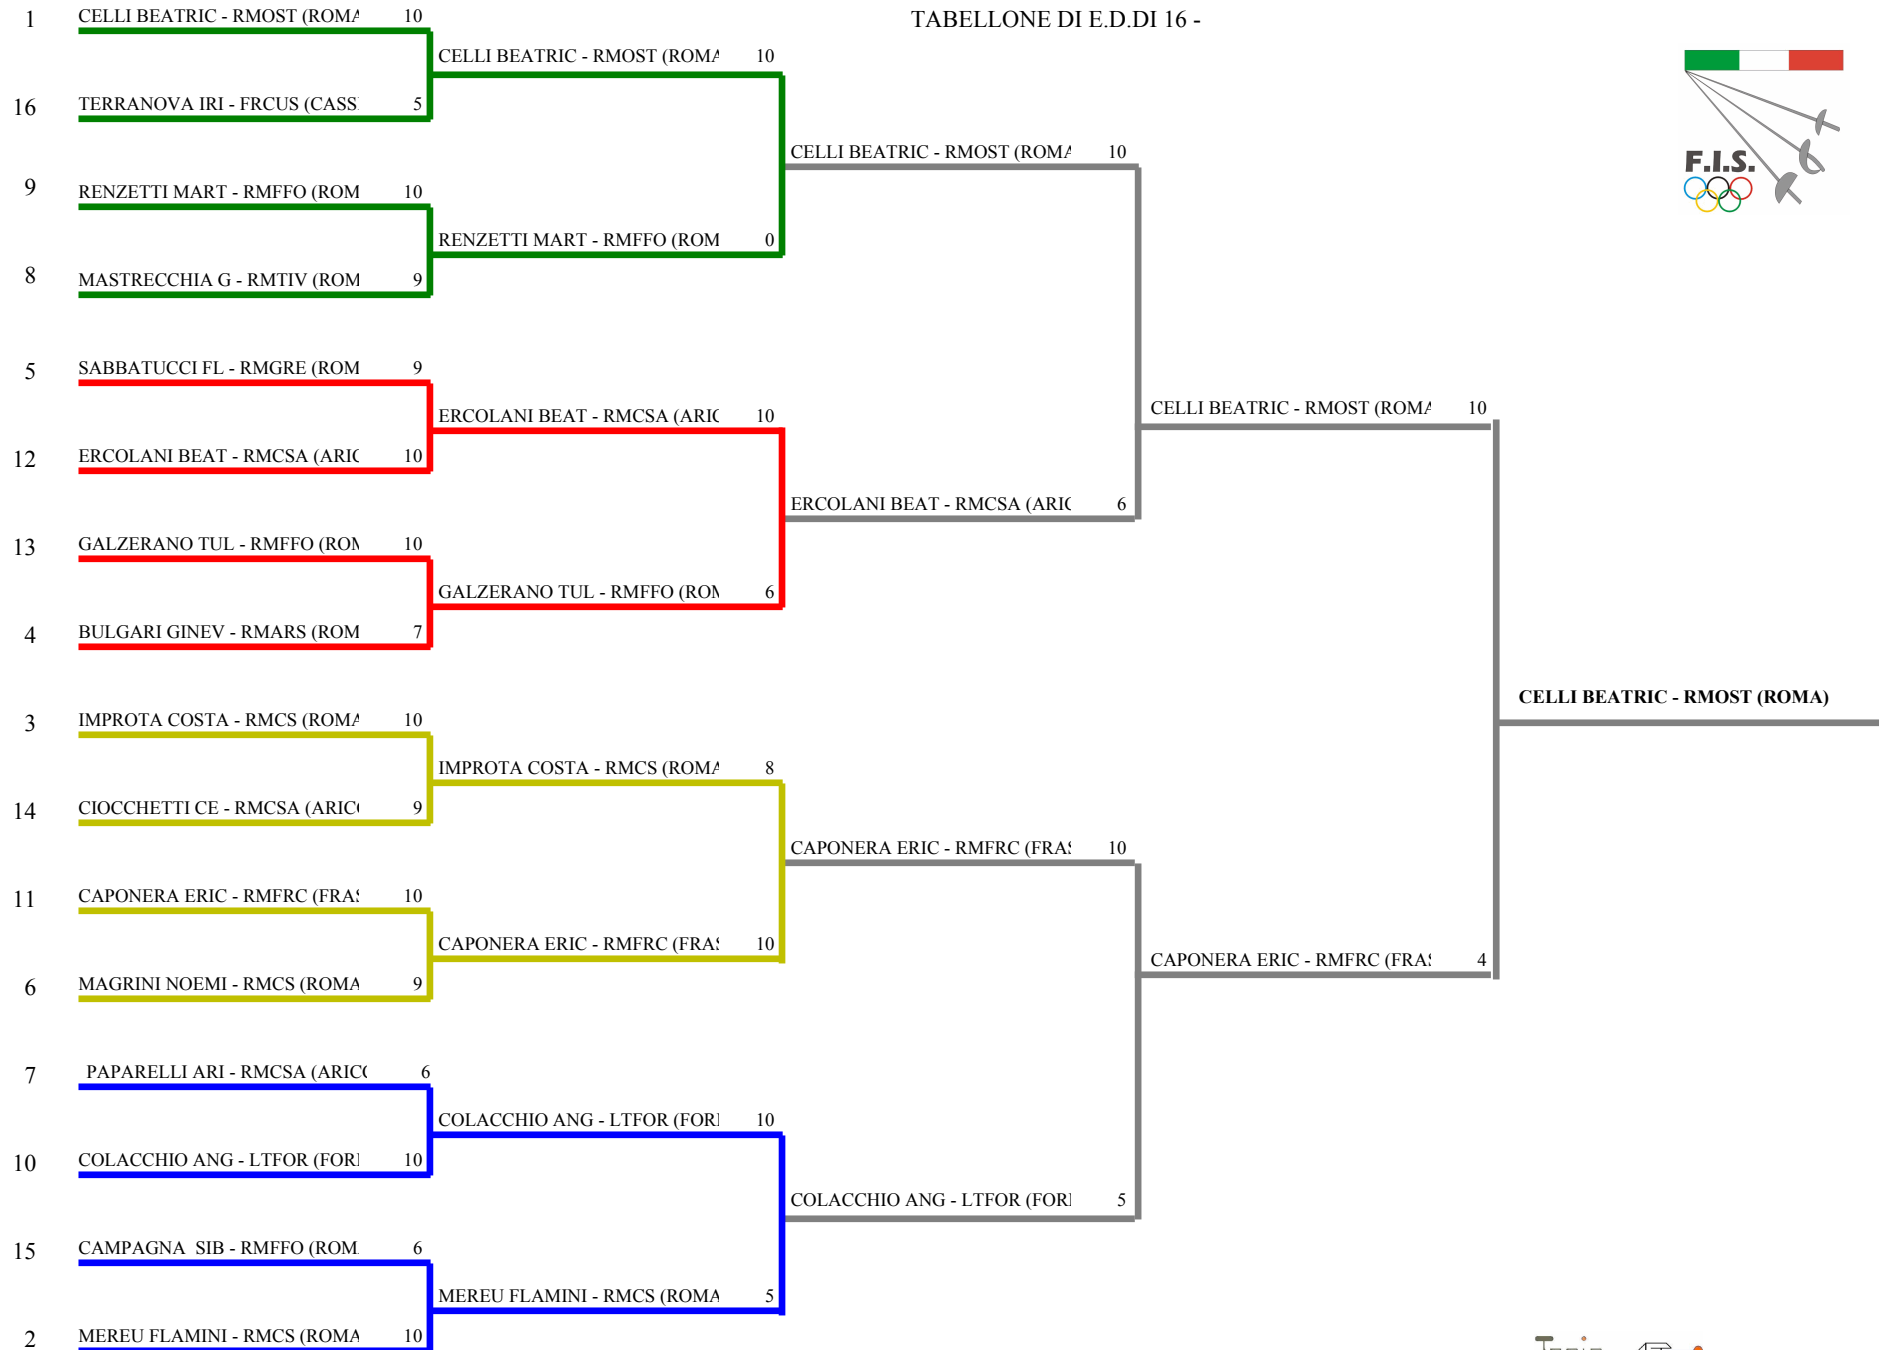 TABELLONE DI E.D.DI 16 -
F.I.S.
1 CELLI BEATRIC - RMOST (ROMA 10
16 TERRANOVA IRI - FRCUS (CASS 5
9 RENZETTI MART - RMFFO (ROM 10
8 MASTRECCHIA G - RMTIV (ROM 9
5 SABBATUCCI FL - RMGRE (ROM 9
12 ERCOLANI BEAT - RMCSA (ARIC 10
13 GALZERANO TUL - RMFFO (ROM 10
4 BULGARI GINEV - RMARS (ROM 7
3 IMPROTA COSTA - RMCS (ROMA 10
14 CIOCCHETTI CE - RMCSA (ARICC 9
11 CAPONERA ERIC - RMFRC (FRAS 10
6 MAGRINI NOEMI - RMCS (ROMA 9
7 PAPARELLI ARI - RMCSA (ARICC 6
10 COLACCHIO ANG - LTFOR (FORM 10
15 CAMPAGNA  SIB - RMFFO (ROM 6
2 MEREU FLAMINI - RMCS (ROMA 10
CELLI BEATRIC - RMOST (ROMA 10
RENZETTI MART - RMFFO (ROM 0
ERCOLANI BEAT - RMCSA (ARIC 10
GALZERANO TUL - RMFFO (ROM 6
IMPROTA COSTA - RMCS (ROMA 8
CAPONERA ERIC - RMFRC (FRAS 10
COLACCHIO ANG - LTFOR (FORM 10
MEREU FLAMINI - RMCS (ROMA 5
CELLI BEATRIC - RMOST (ROMA 10
ERCOLANI BEAT - RMCSA (ARIC 6
CAPONERA ERIC - RMFRC (FRAS 10
COLACCHIO ANG - LTFOR (FORM 5
CELLI BEATRIC - RMOST (ROMA 10
CAPONERA ERIC - RMFRC (FRAS 4
CELLI BEATRIC - RMOST (ROMA)